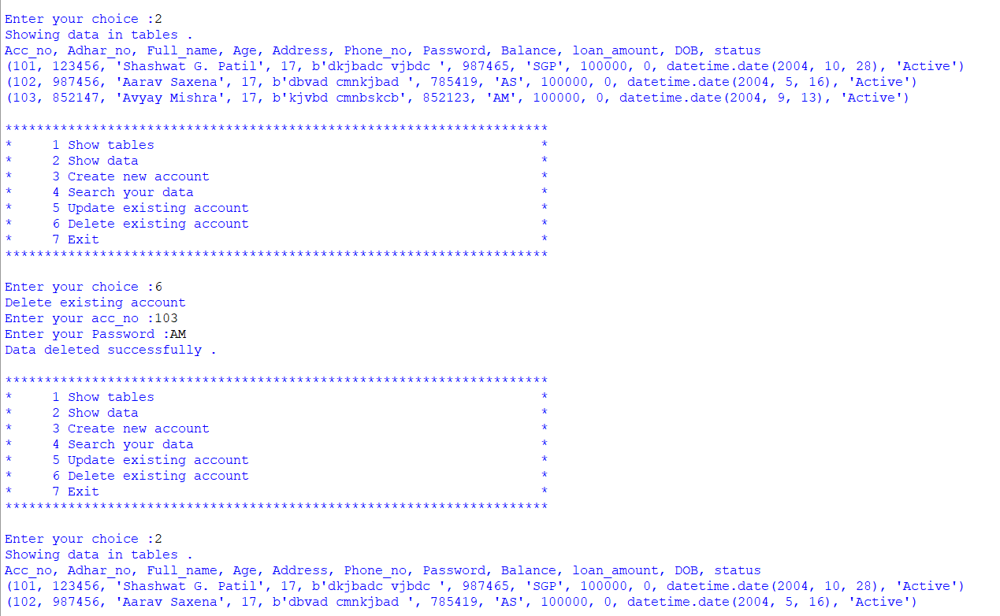 Enter your choice :2
Showing data in tables .
Acc_no, Adhar_no, Full_name, Age, Address, Phone_no, Password, Balance, loan_amount, DOB, status
(101, 123456, 'Shashwat G. Patil', 17, b'dkjbadc vjbdc ', 987465, 'SGP', 100000, 0, datetime.date(2004, 10, 28), 'Active')
(102, 987456, 'Aarav Saxena', 17, b'dbvad cmnkjbad ', 785419, 'AS', 100000, 0, datetime.date(2004, 5, 16), 'Active')
(103, 852147, 'Avyay Mishra', 17, b'kjvbd cmnbskcb', 852123, 'AM', 100000, 0, datetime.date(2004, 9, 13), 'Active')
*********************************************************************
*     1 Show tables                                                 *
*     2 Show data                                                   *
*     3 Create new account                                          *
*     4 Search your data                                            *
*     5 Update existing account                                     *
*     6 Delete existing account                                     *
*     7 Exit                                                        *
*********************************************************************
Enter your choice :6
Delete existing account
Enter your acc_no :103
Enter your Password :AM
Data deleted successfully .
*********************************************************************
*     1 Show tables                                                 *
*     2 Show data                                                   *
*     3 Create new account                                          *
*     4 Search your data                                            *
*     5 Update existing account                                     *
*     6 Delete existing account                                     *
*     7 Exit                                                        *
*********************************************************************
Enter your choice :2
Showing data in tables .
Acc_no, Adhar_no, Full_name, Age, Address, Phone_no, Password, Balance, loan_amount, DOB, status
(101, 123456, 'Shashwat G. Patil', 17, b'dkjbadc vjbdc ', 987465, 'SGP', 100000, 0, datetime.date(2004, 10, 28), 'Active')
(102, 987456, 'Aarav Saxena', 17, b'dbvad cmnkjbad ', 785419, 'AS', 100000, 0, datetime.date(2004, 5, 16), 'Active')